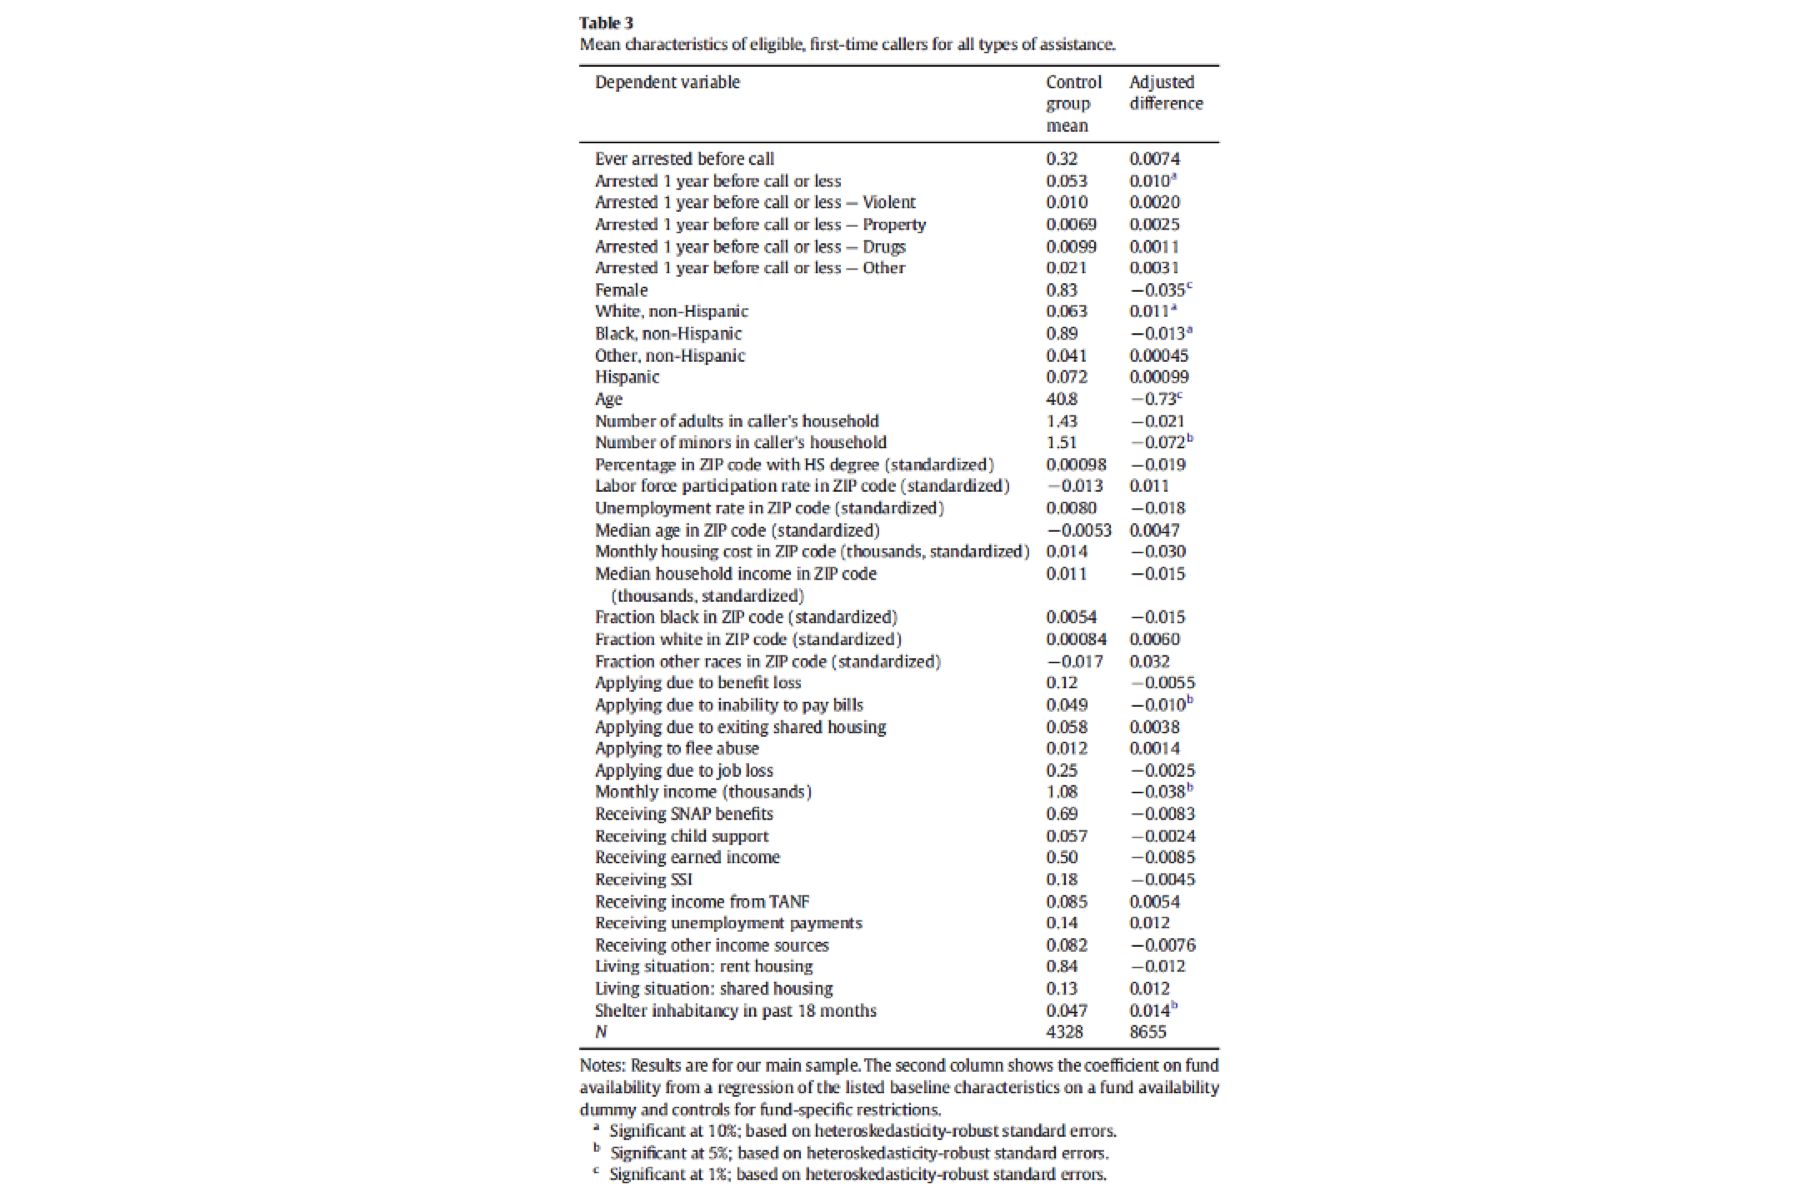 Table 3
Mean characteristics of eligible, first-time callers for all types of assistance.
Dependent variable Control Adjusted
group difference
mean
Ever arrested before call 0.32 0.0074
Arrested 1 year before call or less 0.053 0.010ᵃ
Arrested 1 year before call or less — Violent 0.010 0.0020
Arrested 1 year before call or less — Property 0.0069 0.0025
Arrested 1 year before call or less — Drugs 0.0099 0.0011
Arrested 1 year before call or less — Other 0.021 0.0031
Female 0.83 −0.035ᶜ
White, non-Hispanic 0.063 0.011ᵃ
Black, non-Hispanic 0.89 −0.013ᵃ
Other, non-Hispanic 0.041 0.00045
Hispanic 0.072 0.00099
Age 40.8 −0.73ᶜ
Number of adults in caller's household 1.43 −0.021
Number of minors in caller's household 1.51 −0.072ᵇ
Percentage in ZIP code with HS degree (standardized) 0.00098 −0.019
Labor force participation rate in ZIP code (standardized) −0.013 0.011
Unemployment rate in ZIP code (standardized) 0.0080 −0.018
Median age in ZIP code (standardized) −0.0053 0.0047
Monthly housing cost in ZIP code (thousands, standardized) 0.014 −0.030
Median household income in ZIP code 0.011 −0.015
(thousands, standardized)
Fraction black in ZIP code (standardized) 0.0054 −0.015
Fraction white in ZIP code (standardized) 0.00084 0.0060
Fraction other races in ZIP code (standardized) −0.017 0.032
Applying due to benefit loss 0.12 −0.0055
Applying due to inability to pay bills 0.049 −0.010ᵇ
Applying due to exiting shared housing 0.058 0.0038
Applying to flee abuse 0.012 0.0014
Applying due to job loss 0.25 −0.0025
Monthly income (thousands) 1.08 −0.038ᵇ
Receiving SNAP benefits 0.69 −0.0083
Receiving child support 0.057 −0.0024
Receiving earned income 0.50 −0.0085
Receiving SSI 0.18 −0.0045
Receiving income from TANF 0.085 0.0054
Receiving unemployment payments 0.14 0.012
Receiving other income sources 0.082 −0.0076
Living situation: rent housing 0.84 −0.012
Living situation: shared housing 0.13 0.012
Shelter inhabitancy in past 18 months 0.047 0.014ᵇ
N 4328 8655
Notes: Results are for our main sample. The second column shows the coefficient on fund
availability from a regression of the listed baseline characteristics on a fund availability
dummy and controls for fund-specific restrictions.
ᵃ Significant at 10%; based on heteroskedasticity-robust standard errors.
ᵇ Significant at 5%; based on heteroskedasticity-robust standard errors.
ᶜ Significant at 1%; based on heteroskedasticity-robust standard errors.